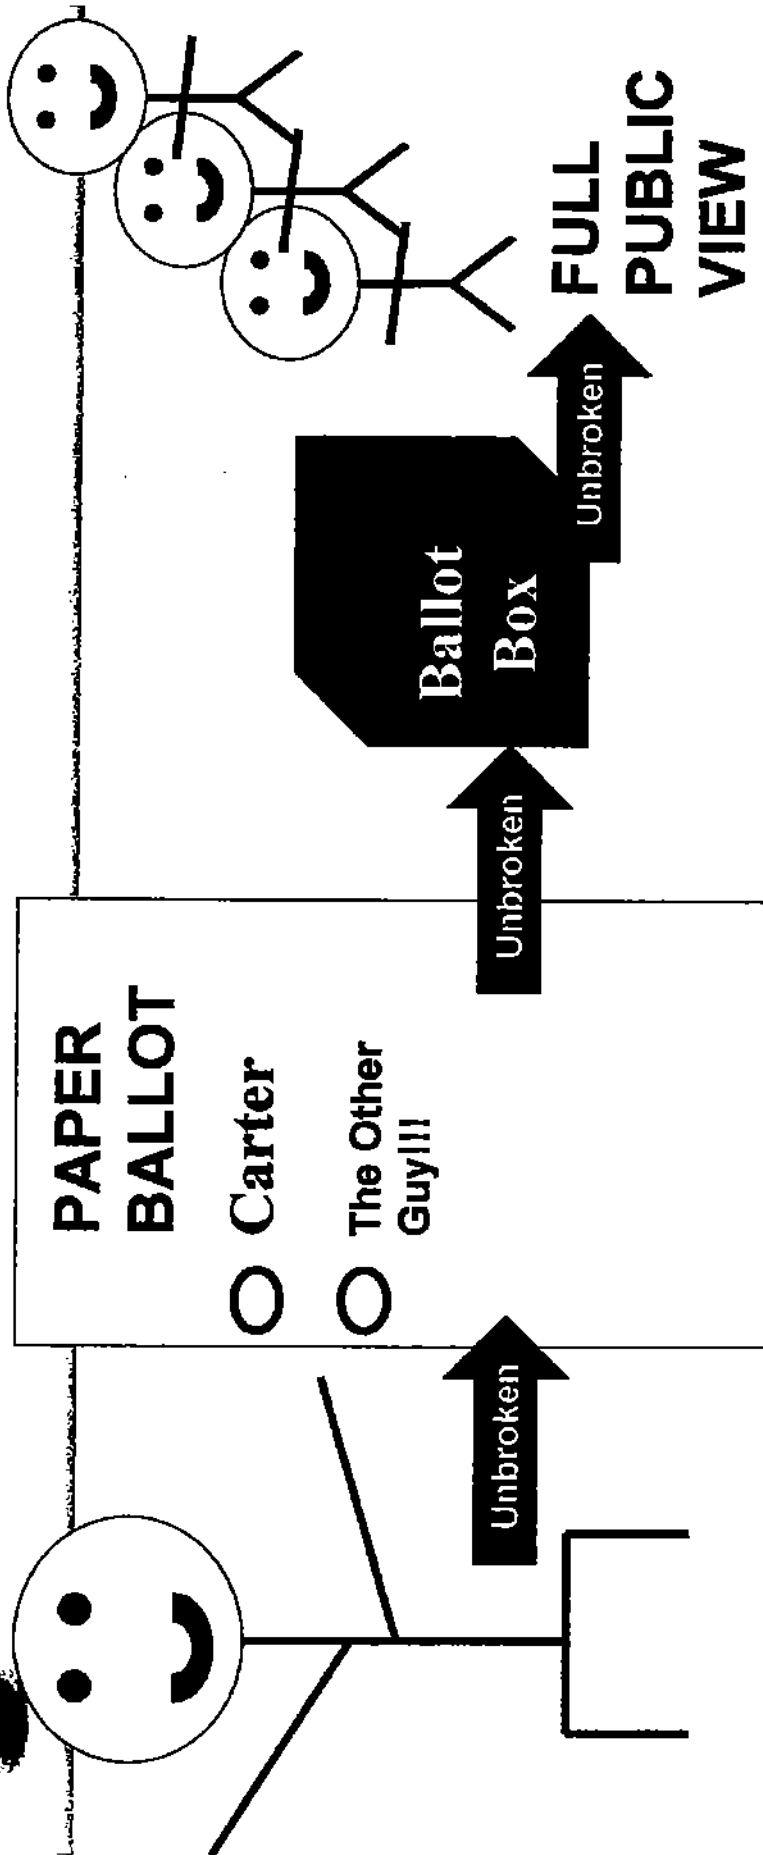 Unbroken
PAPER
BALLOT
Carter
The Other
Guy!!!
Unbroken
Ballot
Box
Unbroken
FULL
PUBLIC
VIEW